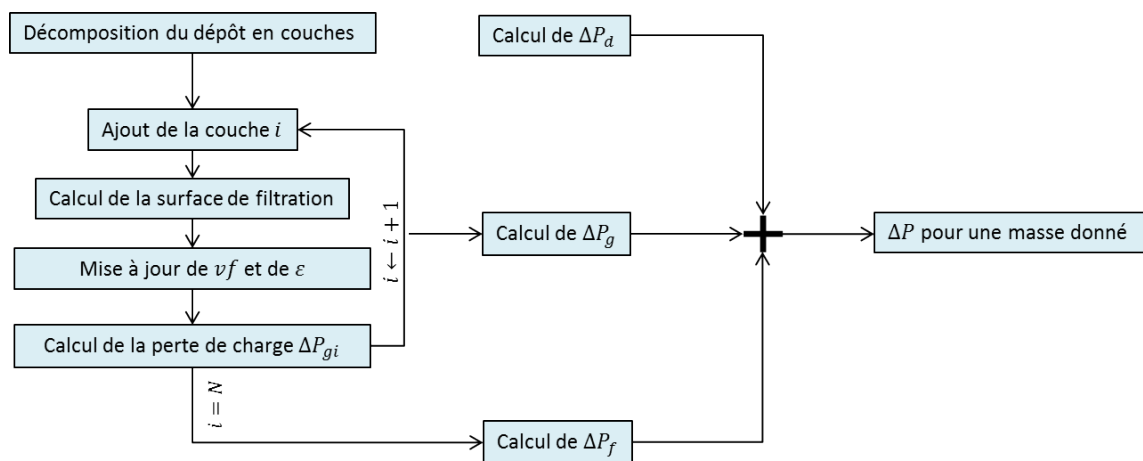 Décomposition du dépôt en couches
Calcul de ΔP_d
Ajout de la couche i
Calcul de la surface de filtration
i ← i + 1
Calcul de ΔP_g
ΔP pour une masse donné
Mise à jour de vf et de ε
Calcul de la perte de charge ΔP_gi
i = N
Calcul de ΔP_f